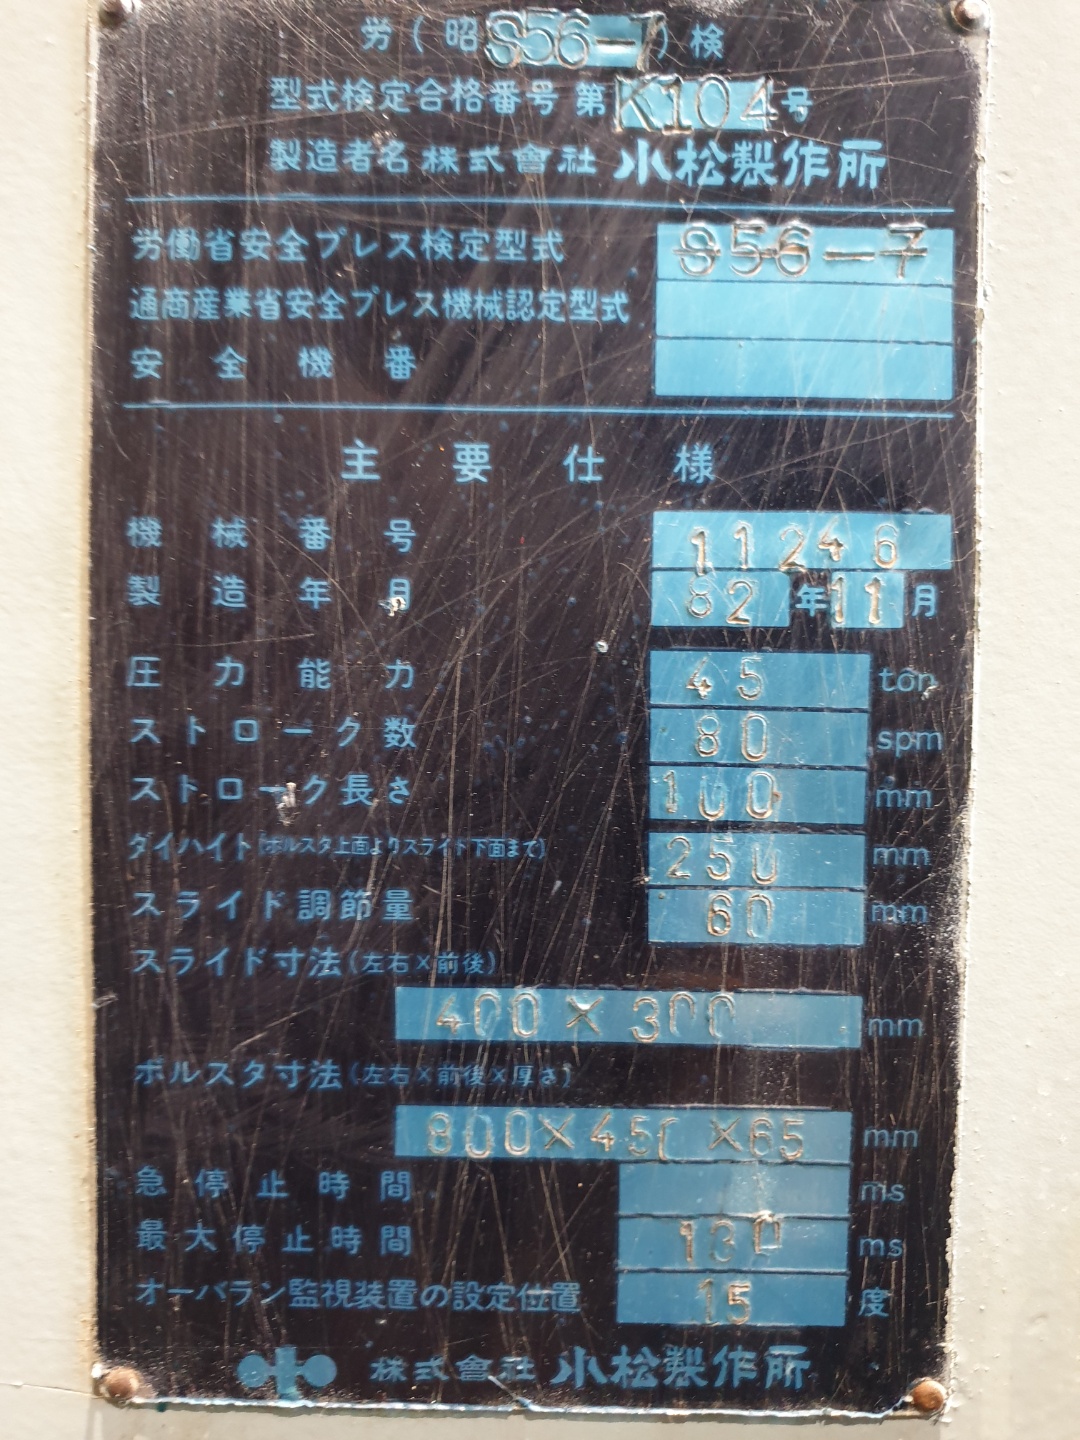 労(昭S56-7)検
型式検定合格番号 第K104号
製造者名 株式會社 小松製作所
労働省安全プレス検定型式 S56-7
通商産業省安全プレス機械認定型式
安全機番
主要仕様
機械番号 11246
製造年月 82年11月
圧力能力 45 ton
ストローク数 80 spm
ストローク長さ 100 mm
ダイハイト(ボルスタ上面よりスライド下面まで) 250 mm
スライド調節量 60 mm
スライド寸法(左右×前後)
400×300 mm
ボルスタ寸法(左右×前後×厚さ)
800×450×65 mm
急停止時間 ms
最大停止時間 ms
オーバラン監視装置の設定位置 15 度
株式會社 小松製作所